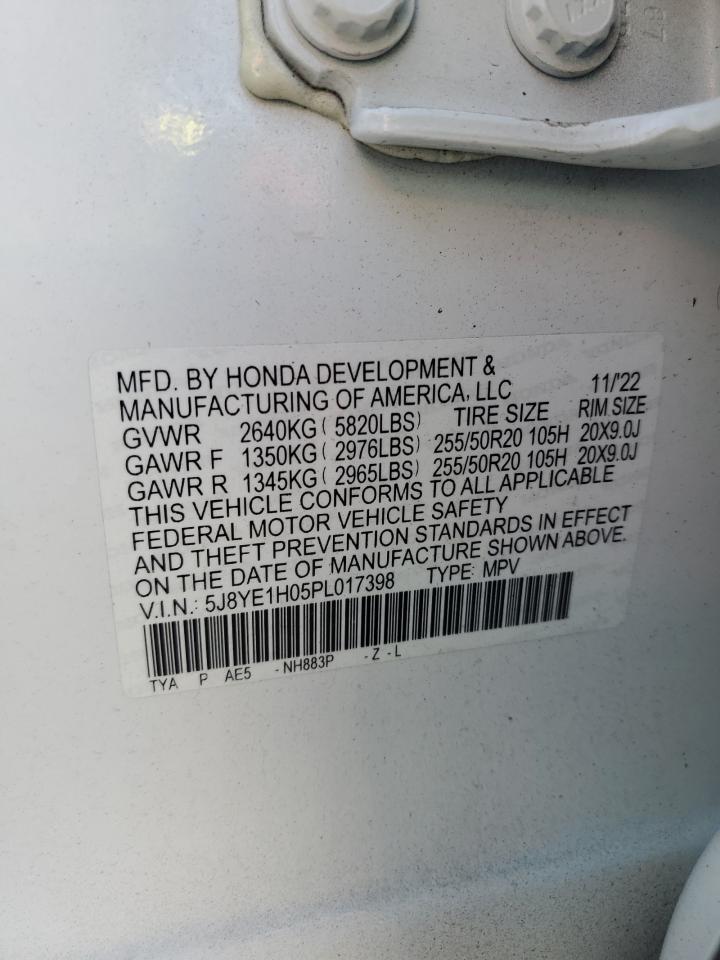 67
MFD. BY HONDA DEVELOPMENT &
MANUFACTURING OF AMERICA, LLC 11/'22
GVWR 2640KG ( 5820LBS) TIRE SIZE RIM SIZE
GAWR F 1350KG ( 2976LBS) 255/50R20 105H 20X9.0J
GAWR R 1345KG ( 2965LBS) 255/50R20 105H 20X9.0J
THIS VEHICLE CONFORMS TO ALL APPLICABLE
FEDERAL MOTOR VEHICLE SAFETY
AND THEFT PREVENTION STANDARDS IN EFFECT
ON THE DATE OF MANUFACTURE SHOWN ABOVE.
V.I.N.: 5J8YE1H05PL017398 TYPE: MPV
TYA P AE5 - NH883P - Z - L